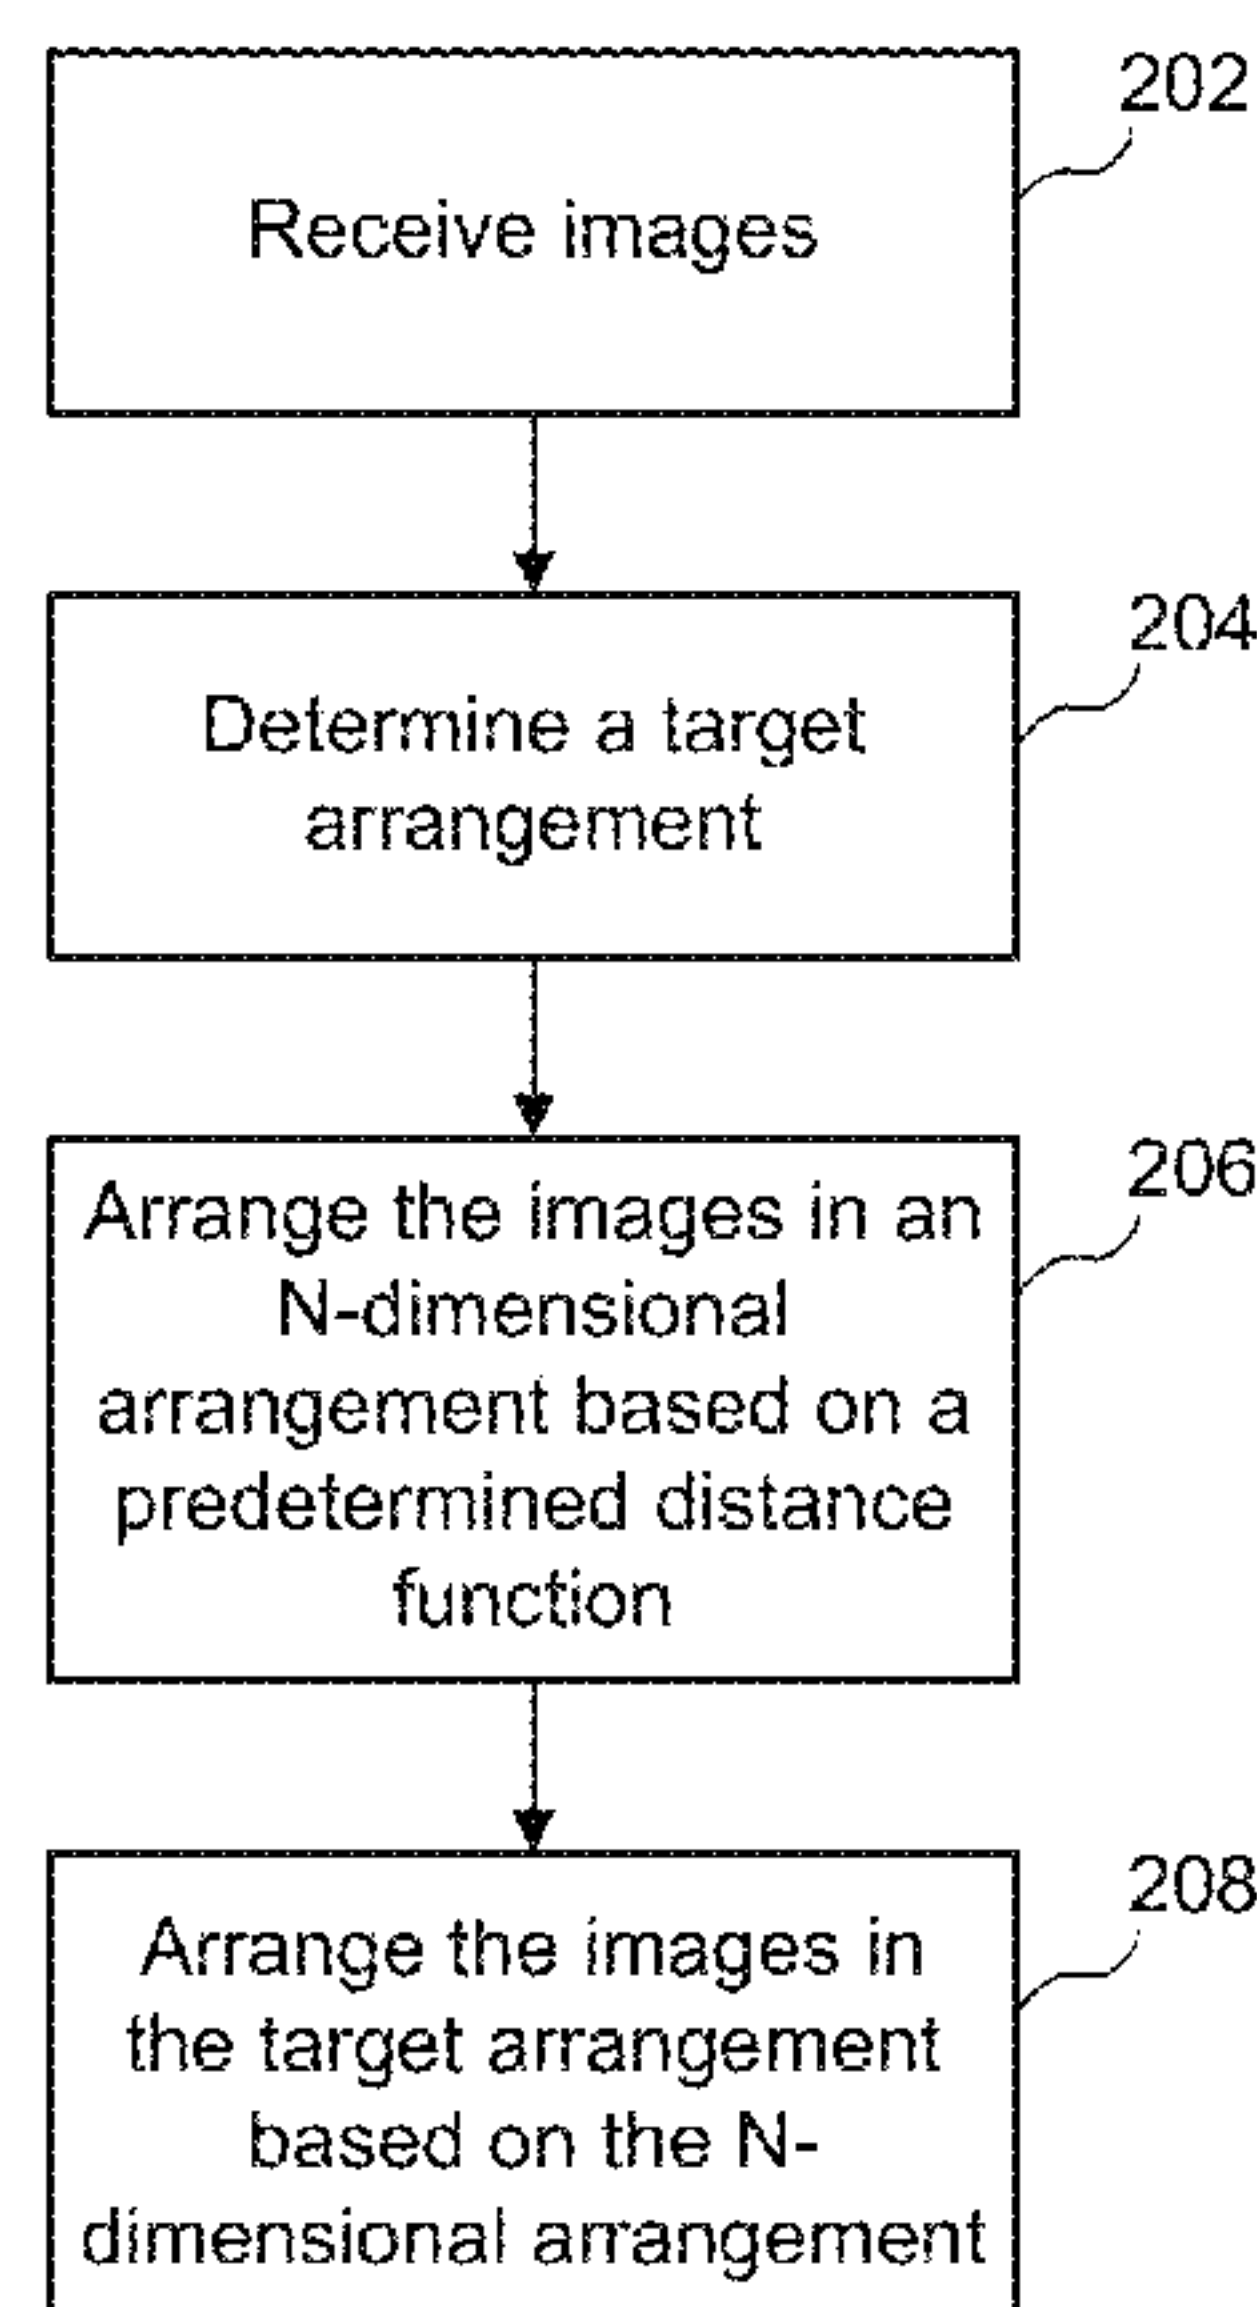 202
Receive images
204
Determine a target
arrangement
206
Arrange the images in an
N-dimensional
arrangement based on a
predetermined distance
function
208
Arrange the images in
the target arrangement
based on the N-
dimensional arrangement